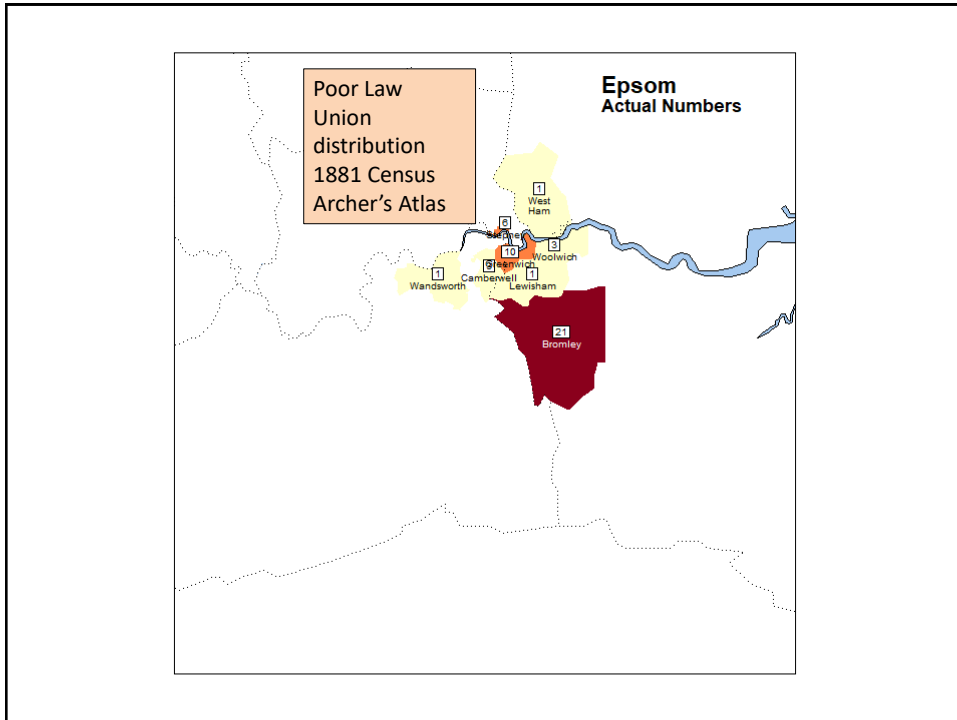 Poor Law
Union
distribution
1881 Census
Archer's Atlas
Epsom
Actual Numbers
1
West
Ham
6
Stepney
10
Greenwich
3
Woolwich
Camberwell
1
Lewisham
1
Wandsworth
21
Bromley